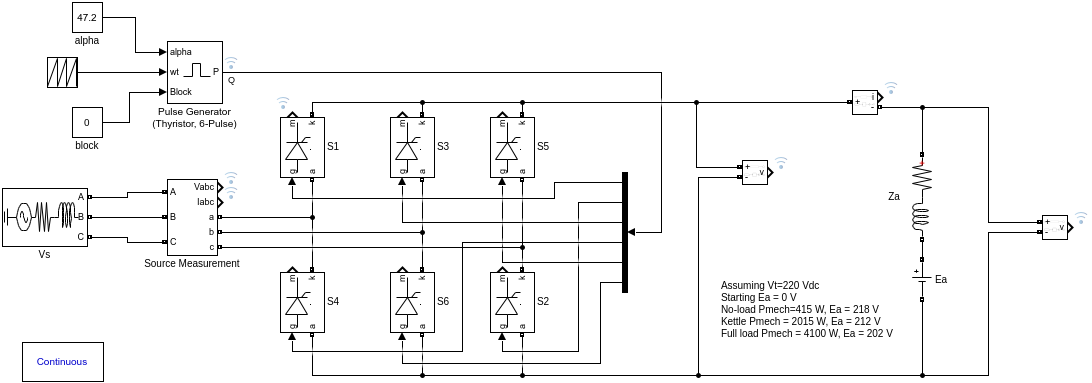 47.2
alpha
alpha
wt
P
Block
Q
Pulse Generator
(Thyristor, 6-Pulse)
0
block
m
k
g
a
S1
m
k
g
a
S3
m
k
g
a
S5
+
i
-
+
v
-
A
B
C
Vs
A
B
C
Vabc
Iabc
a
b
c
Source Measurement
+
Za
+
v
-
m
k
g
a
S4
m
k
g
a
S6
m
k
g
a
S2
+
Ea
Assuming Vt=220 Vdc
Starting Ea = 0 V
No-load Pmech=415 W, Ea = 218 V
Kettle Pmech = 2015 W, Ea = 212 V
Full load Pmech = 4100 W, Ea = 202 V
Continuous